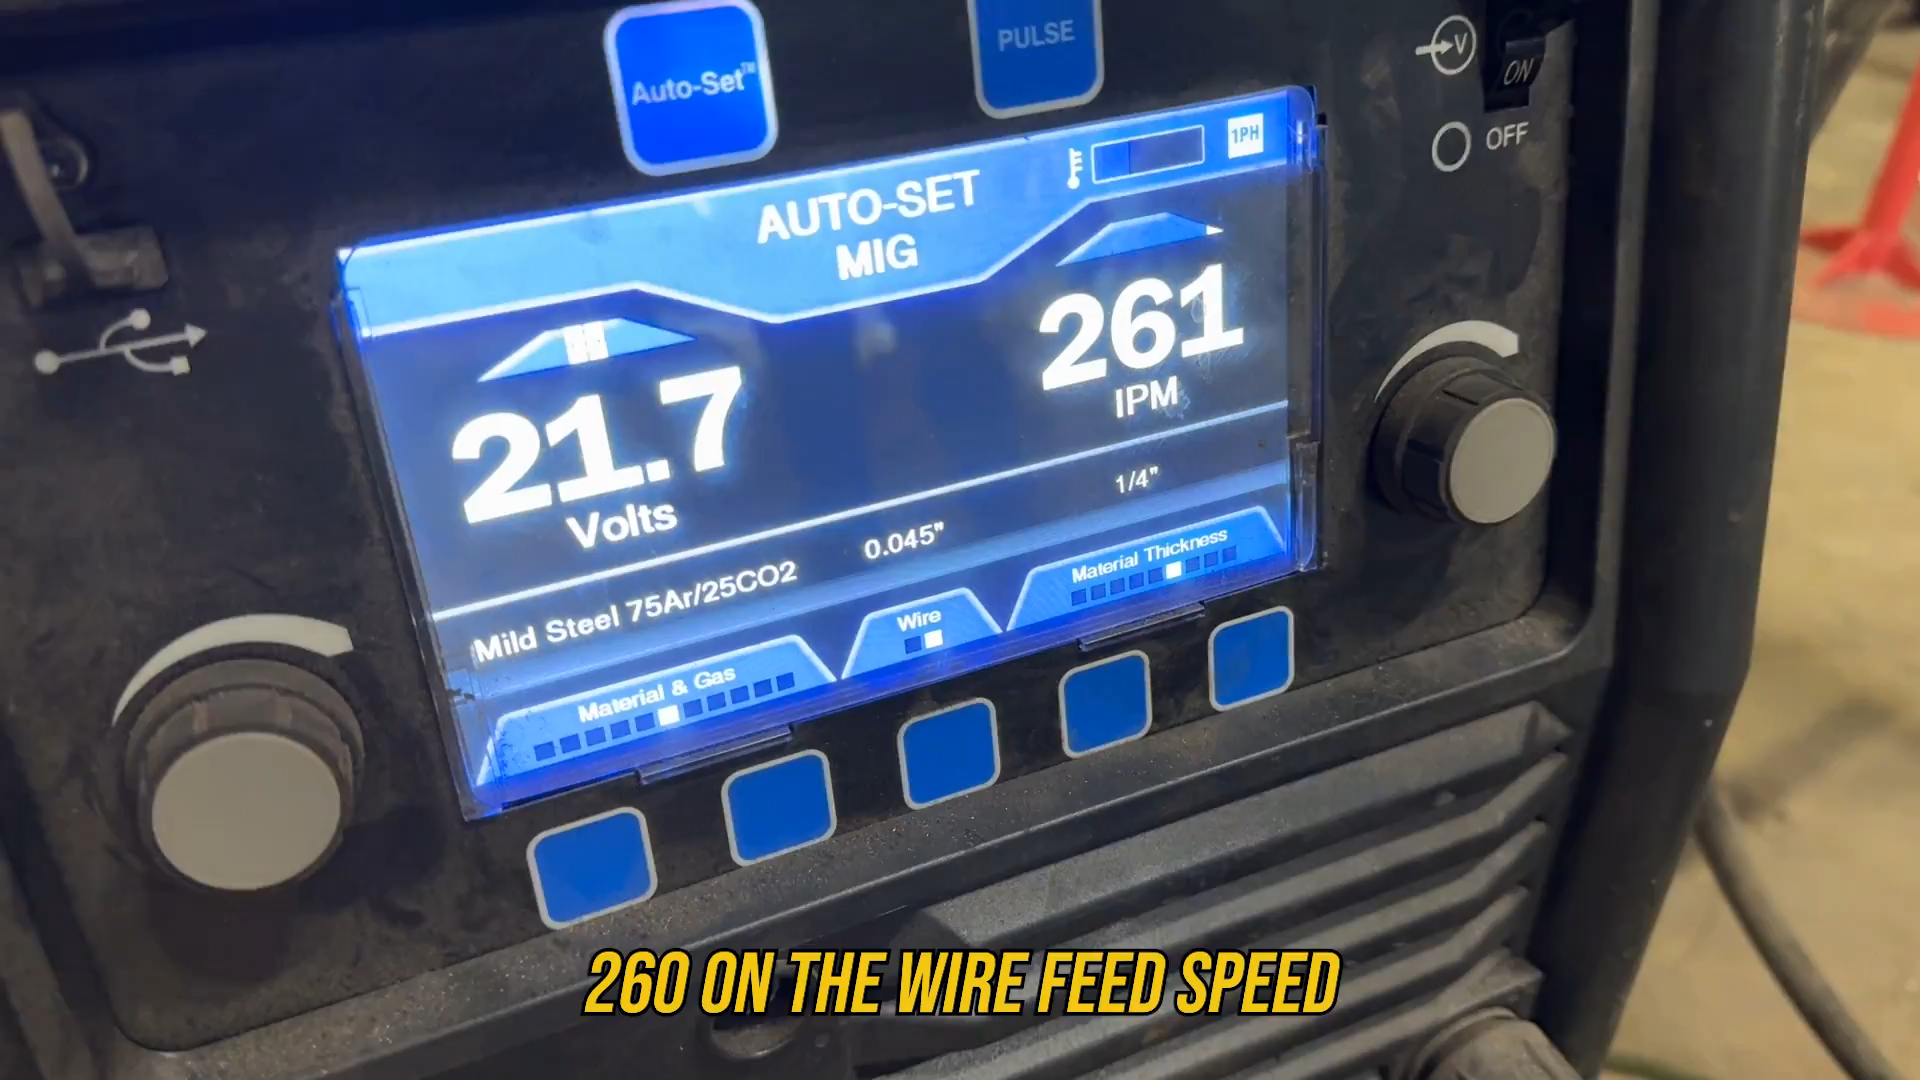 Auto-Set™
PULSE
V
ON
OFF
1PH
AUTO-SET
MIG
21.7
Volts
261
IPM
Mild Steel 75Ar/25CO2
0.045"
1/4"
Material & Gas
Wire
Material Thickness
260 ON THE WIRE FEED SPEED